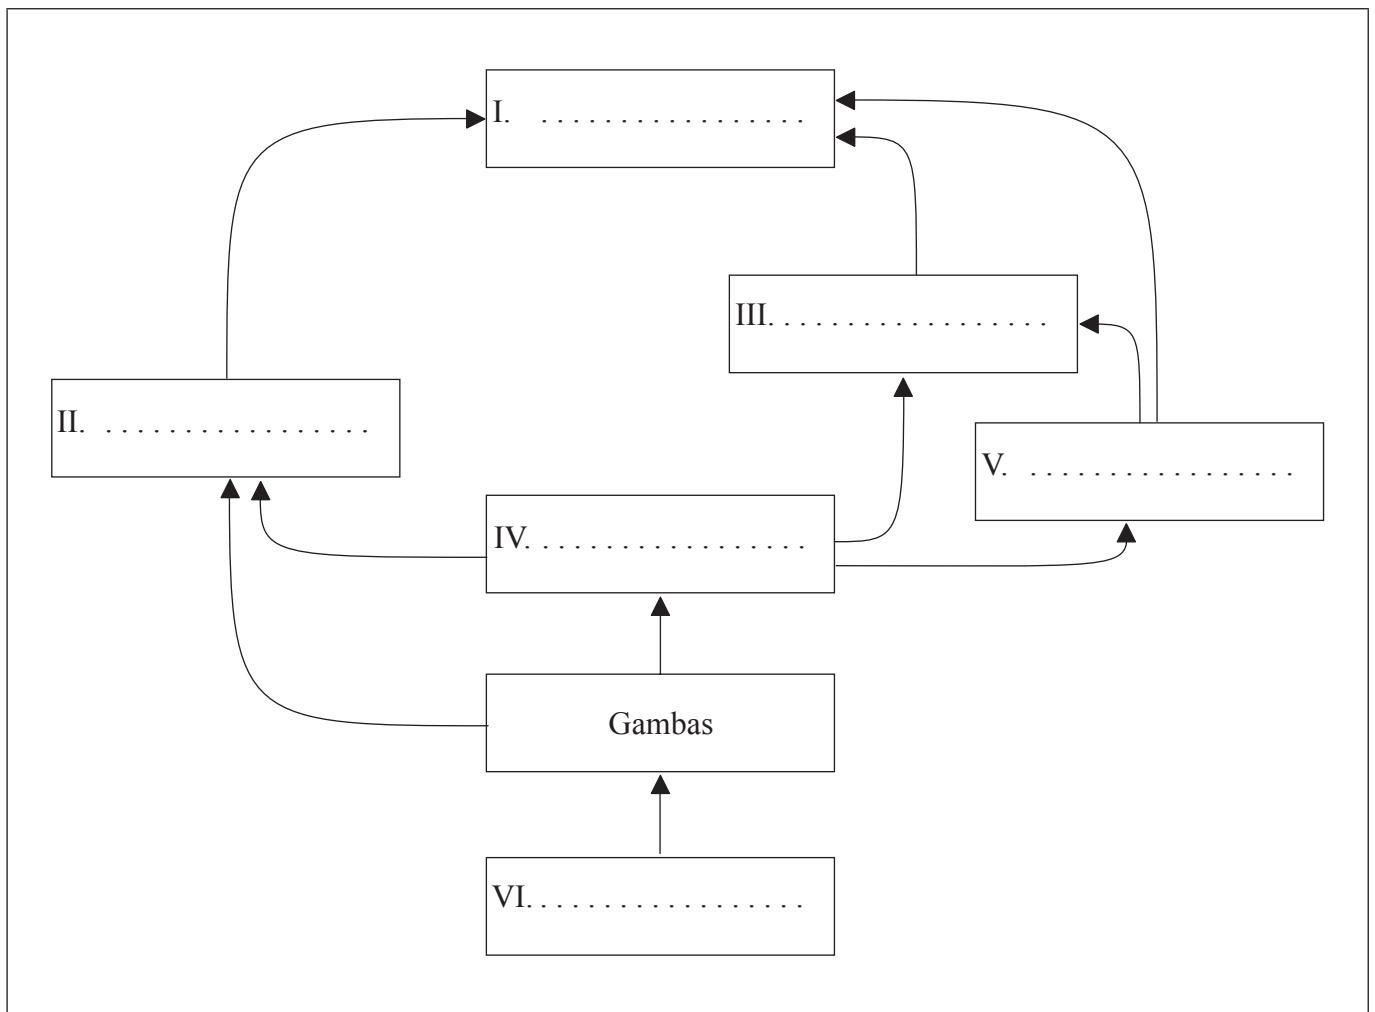 I. . . . . . . . . . . . . . . . . .
III. . . . . . . . . . . . . . . . . . .
II. . . . . . . . . . . . . . . . . .
V. . . . . . . . . . . . . . . . . .
IV. . . . . . . . . . . . . . . . . . .
Gambas
VI. . . . . . . . . . . . . . . . . . .